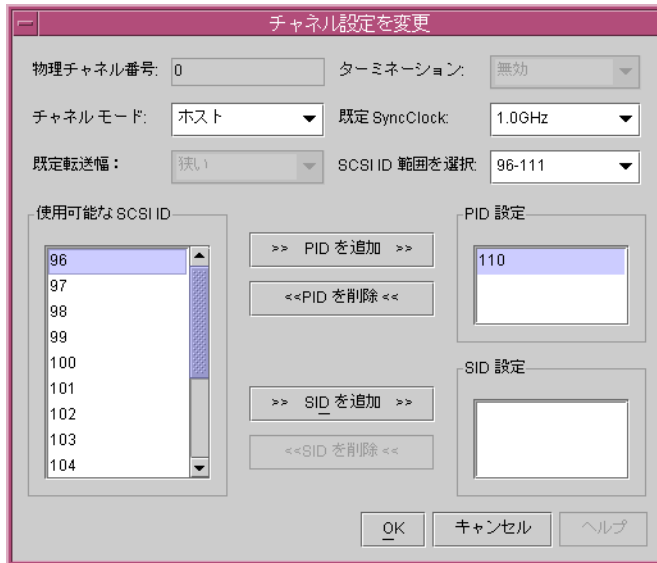 チャネル設定を変更
物理チャネル番号: 0 ターミネーション: 無効
チャネル モード: ホスト 既定 SyncClock: 1.0GHz
既定転送幅： 狭い SCSI ID 範囲を選択: 96-111
使用可能な SCSI ID
96
97
98
99
100
101
102
103
104
>> PID を追加 >>
<<PID を削除 <<
>> SID を追加 >>
<<SID を削除 <<
PID 設定
110
SID 設定
OK キャンセル ヘルプ